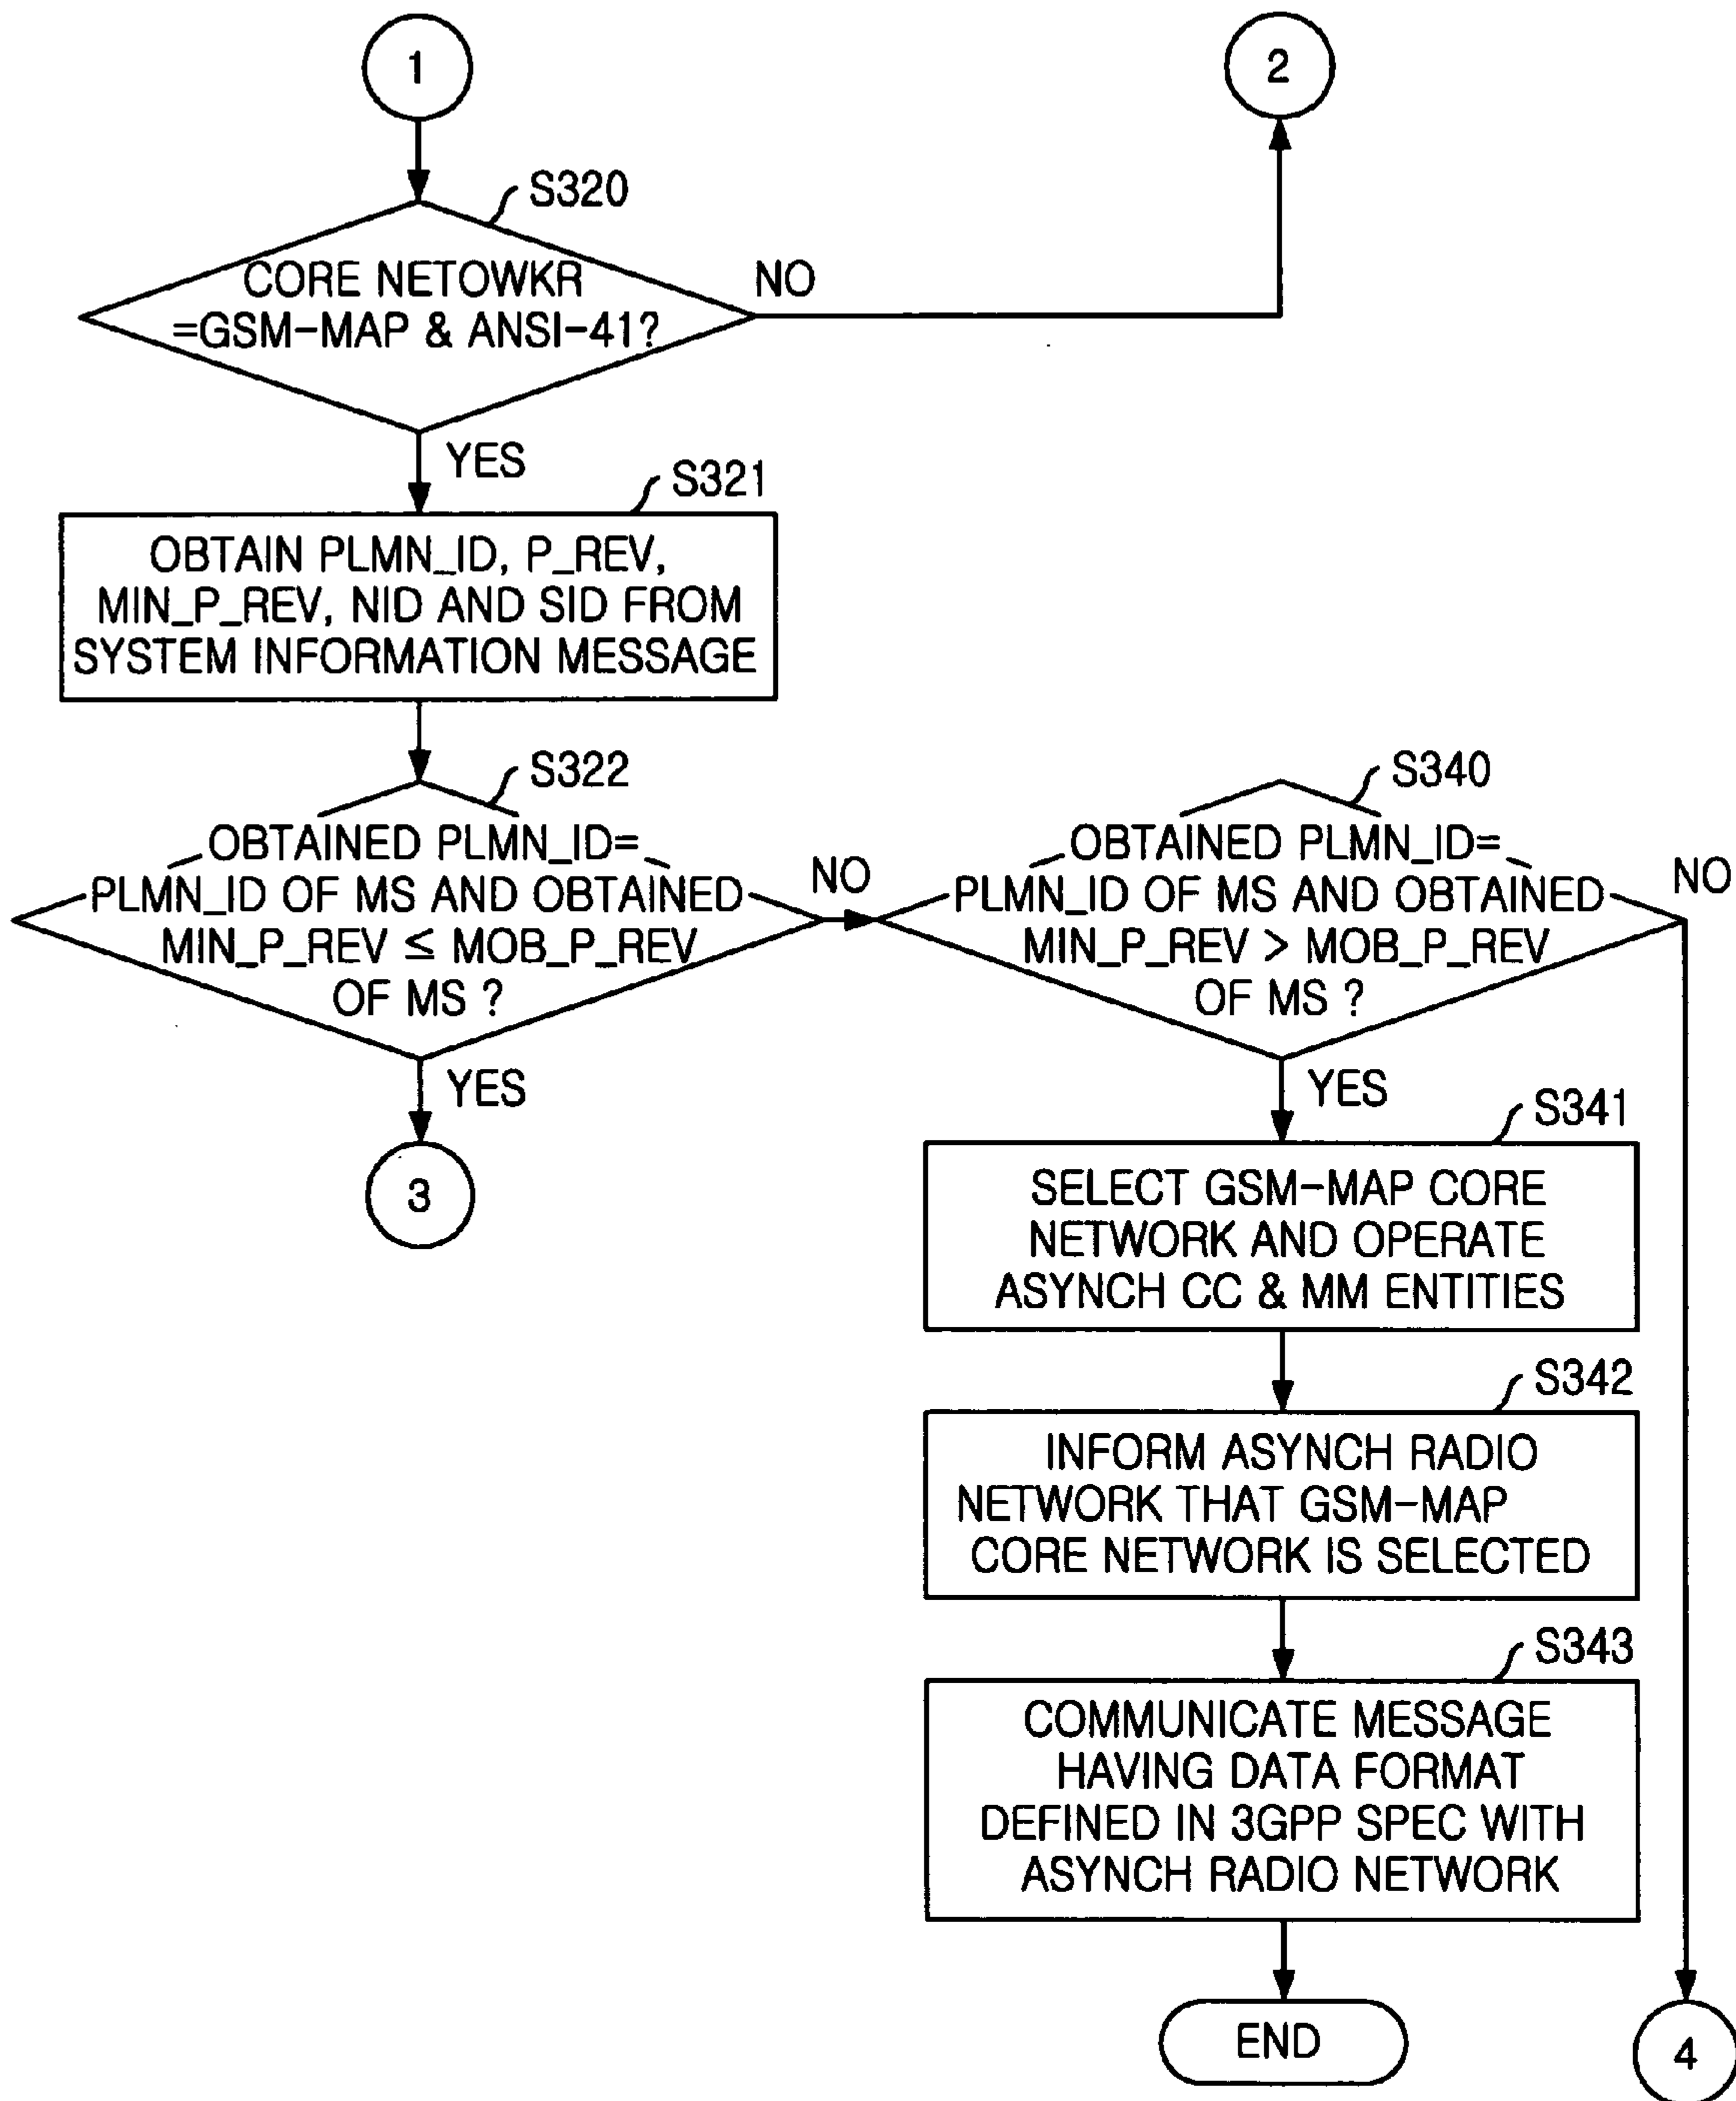 1
2
S320
CORE NETOWKR
=GSM-MAP & ANSI-41?
NO
YES
S321
OBTAIN PLMN_ID, P_REV,
MIN_P_REV, NID AND SID FROM
SYSTEM INFORMATION MESSAGE
S322
OBTAINED PLMN_ID=
PLMN_ID OF MS AND OBTAINED
MIN_P_REV ≤ MOB_P_REV
OF MS ?
NO
YES
3
S340
OBTAINED PLMN_ID=
PLMN_ID OF MS AND OBTAINED
MIN_P_REV > MOB_P_REV
OF MS ?
NO
YES
S341
SELECT GSM-MAP CORE
NETWORK AND OPERATE
ASYNCH CC & MM ENTITIES
S342
INFORM ASYNCH RADIO
NETWORK THAT GSM-MAP
CORE NETWORK IS SELECTED
S343
COMMUNICATE MESSAGE
HAVING DATA FORMAT
DEFINED IN 3GPP SPEC WITH
ASYNCH RADIO NETWORK
END
4